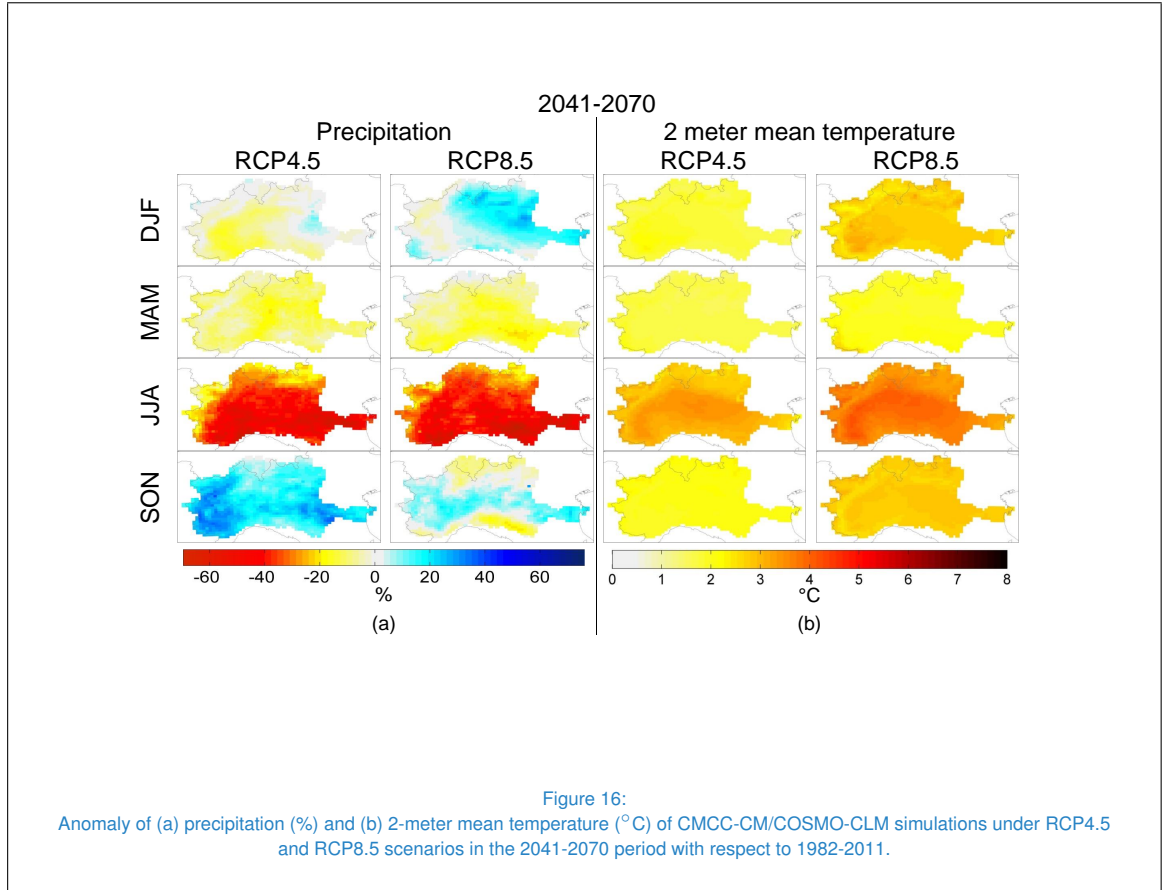 2041-2070
Precipitation
2 meter mean temperature
RCP4.5
RCP8.5
RCP4.5
RCP8.5
DJF
MAM
JJA
SON
-60 -40 -20 0 20 40 60
%
(a)
0 1 2 3 4 5 6 7 8
°C
(b)
Figure 16:
Anomaly of (a) precipitation (%) and (b) 2-meter mean temperature (°C) of CMCC-CM/COSMO-CLM simulations under RCP4.5
and RCP8.5 scenarios in the 2041-2070 period with respect to 1982-2011.